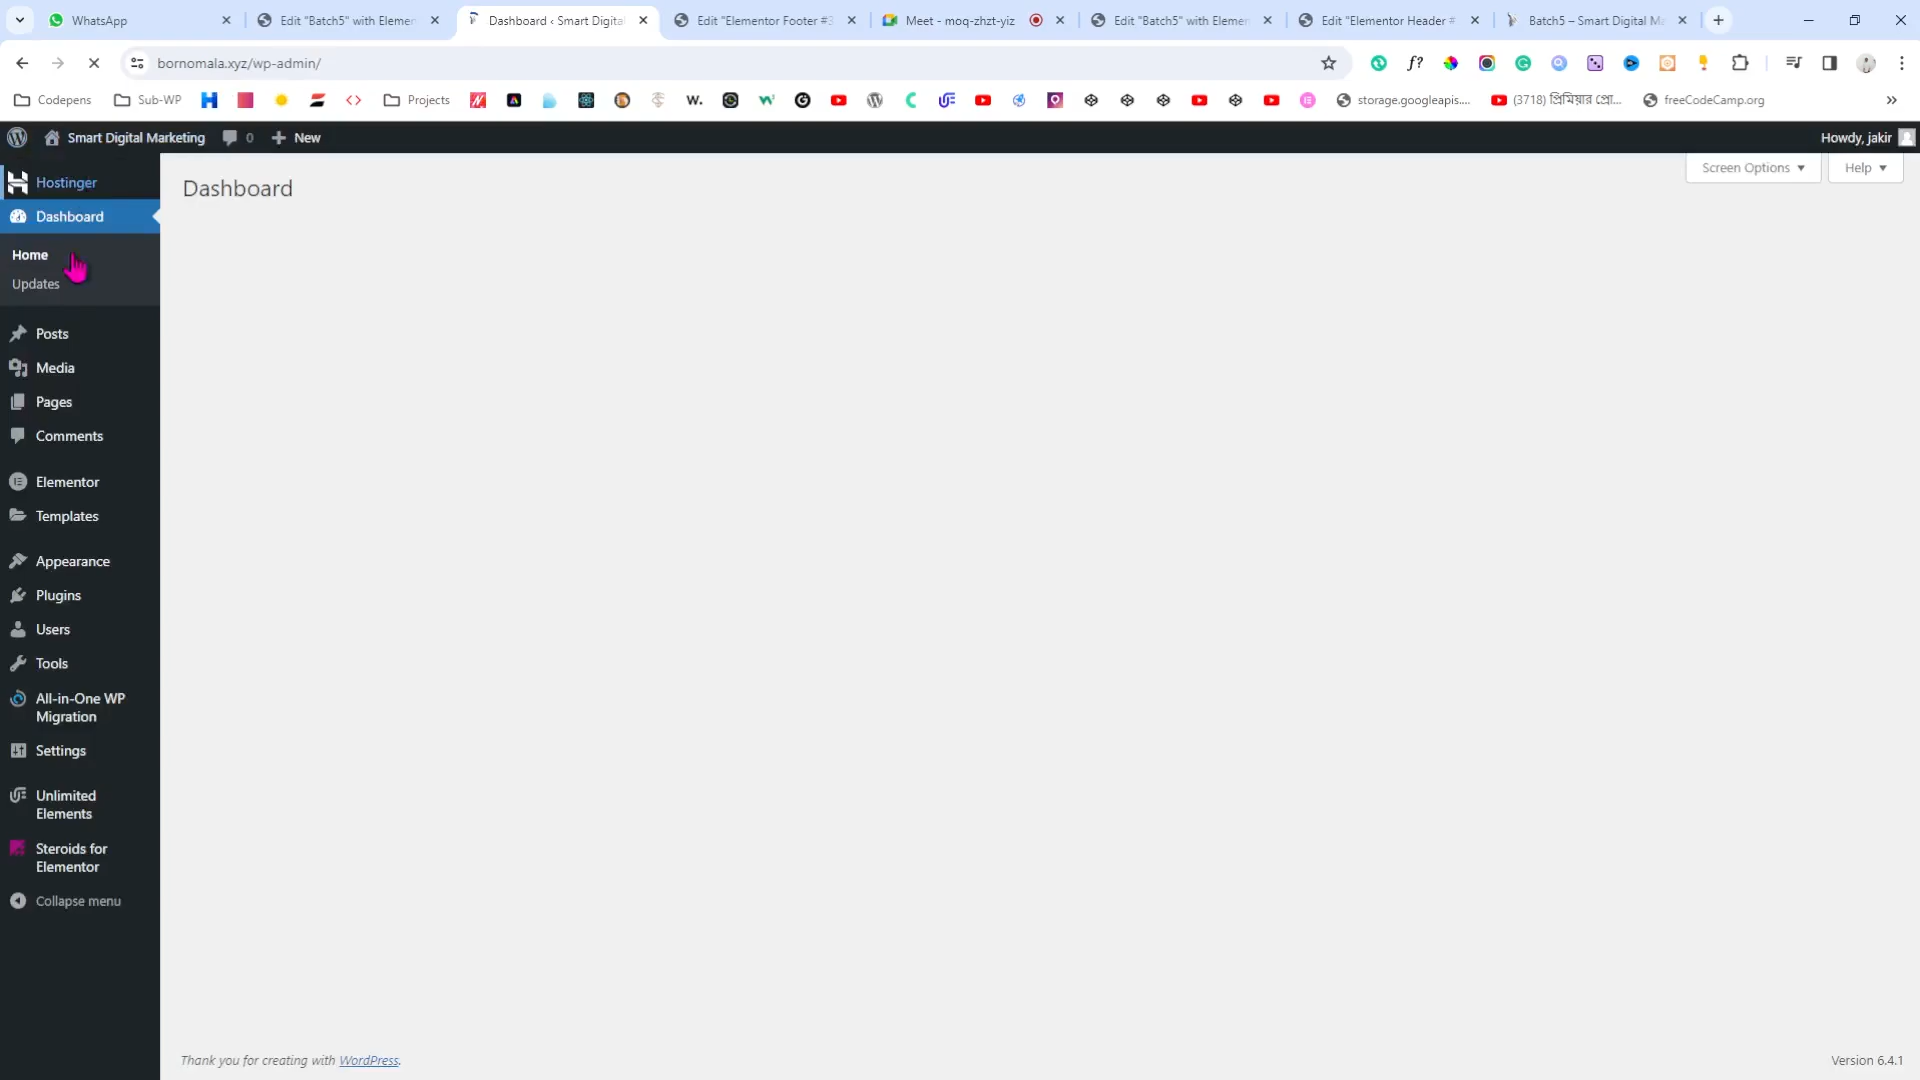 WhatsApp
Edit "Batch5" with Elemen
Dashboard ‹ Smart Digital
Edit "Elementor Footer #3
Meet - moq-zhzt-yiz
Edit "Batch5" with Elemen
Edit "Elementor Header #
Batch5 – Smart Digital Ma
bornomala.xyz/wp-admin/
Codepens
Sub-WP
Projects
storage.googleapis....
(3718) প্রিমিয়ার প্রো...
freeCodeCamp.org
Smart Digital Marketing
0
New
Howdy, jakir
Hostinger
Dashboard
Screen Options
Help
Dashboard
Home
Updates
Posts
Media
Pages
Comments
Elementor
Templates
Appearance
Plugins
Users
Tools
All-in-One WP
Migration
Settings
Unlimited
Elements
Steroids for
Elementor
Collapse menu
Thank you for creating with WordPress.
Version 6.4.1